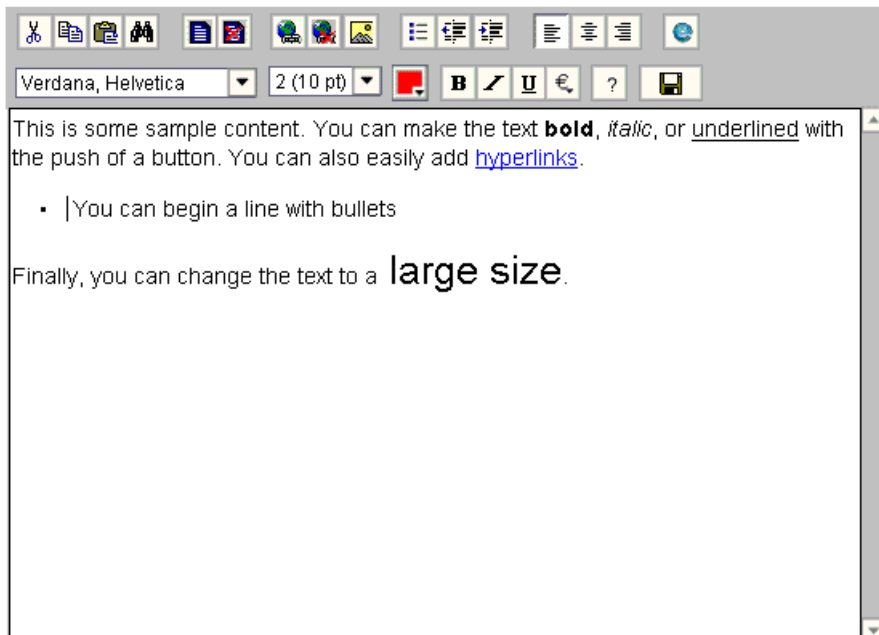 Verdana, Helvetica 2 (10 pt) B I U € ?
This is some sample content. You can make the text bold, italic, or underlined with
the push of a button. You can also easily add hyperlinks.
• You can begin a line with bullets
Finally, you can change the text to a large size.